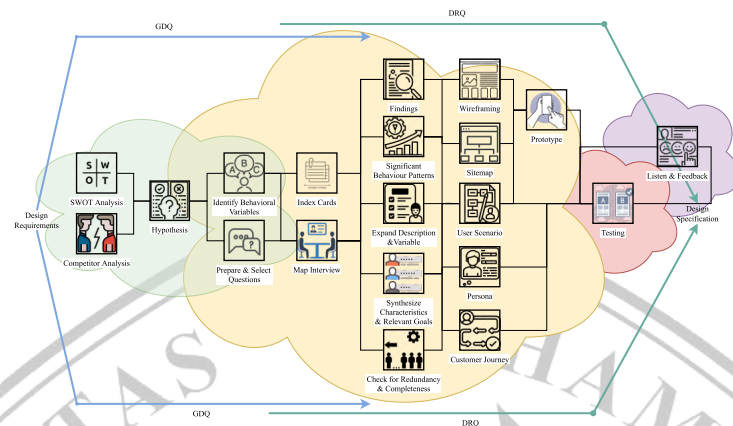 DRQ
GDQ
Findings
Wireframing
Prototype
Significant
Behaviour Patterns
Sitemap
Listen & Feedback
S W
O T
SWOT Analysis
Hypothesis
A B C
Identify Behavioral
Variables
Index Cards
Expand Description
&Variable
User Scenario
A B
Testing
Design
Specification
Design
Requirements
Competitor Analysis
Prepare & Select
Questions
Map Interview
Synthesize
Characteristics
& Relevant Goals
Persona
Customer Journey
Check for Redundancy
& Completeness
GDQ
DRQ
TAS
HAM